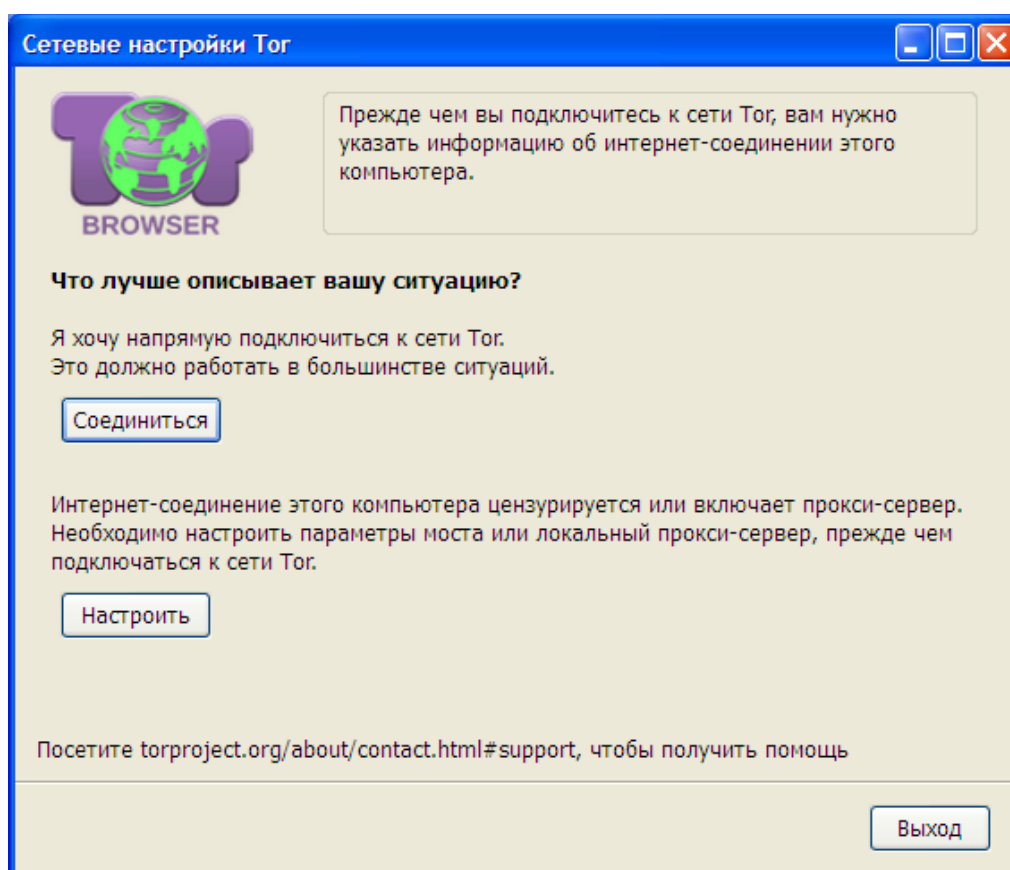 Сетевые настройки Tor
Tor
BROWSER
Прежде чем вы подключитесь к сети Tor, вам нужно
указать информацию об интернет-соединении этого
компьютера.
Что лучше описывает вашу ситуацию?
Я хочу напрямую подключиться к сети Tor.
Это должно работать в большинстве ситуаций.
Соединиться
Интернет-соединение этого компьютера цензурируется или включает прокси-сервер.
Необходимо настроить параметры моста или локальный прокси-сервер, прежде чем
подключаться к сети Tor.
Настроить
Посетите torproject.org/about/contact.html#support, чтобы получить помощь
Выход